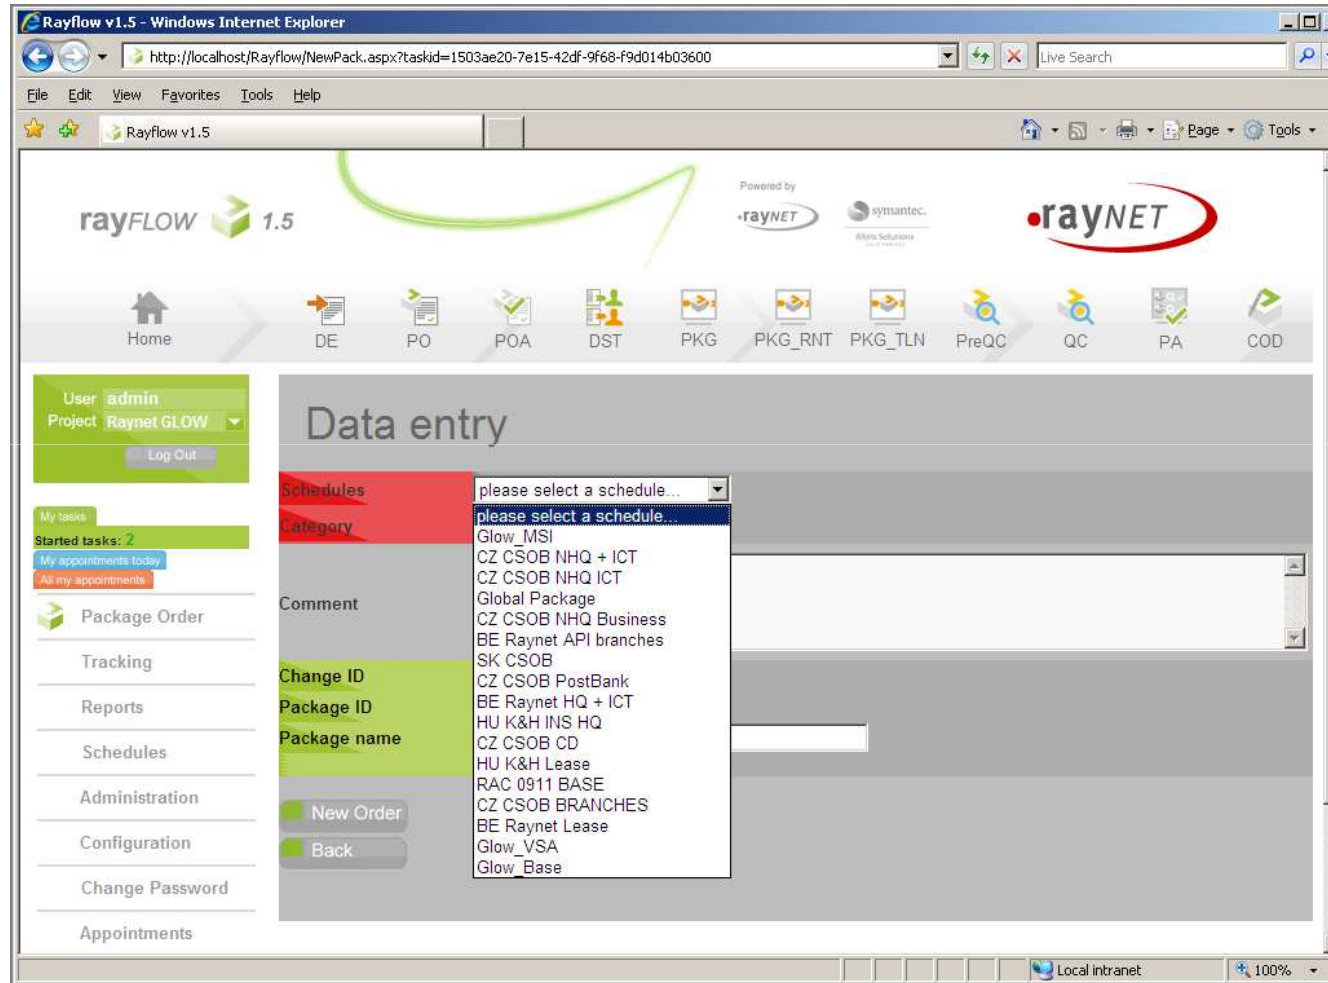 Rayflow v1.5 - Windows Internet Explorer
http://localhost/Rayflow/NewPack.aspx?taskid=1503ae20-7e15-42df-9f68-f9d014b03600
Live Search
File Edit View Favorites Tools Help
Rayflow v1.5
Page Tools
rayFLOW 1.5
Powered by
raynet
symantec.
Altiris Solutions
rayNET
Home DE PO POA DST PKG PKG_RNT PKG_TLN PreQC QC PA COD
User admin
Project Raynet GLOW
Log Out
My tasks
Started tasks: 2
My appointments today
All my appointments
Package Order
Tracking
Reports
Schedules
Administration
Configuration
Change Password
Appointments
Data entry
Schedules please select a schedule...
Category
please select a schedule...
Glow_MSI
CZ CSOB NHQ + ICT
CZ CSOB NHQ ICT
Global Package
CZ CSOB NHQ Business
BE Raynet API branches
SK CSOB
CZ CSOB PostBank
BE Raynet HQ + ICT
HU K&H INS HQ
CZ CSOB CD
HU K&H Lease
RAC 0911 BASE
CZ CSOB BRANCHES
BE Raynet Lease
Glow_VSA
Glow_Base
Comment
Change ID
Package ID
Package name
New Order
Back
Local intranet
100%